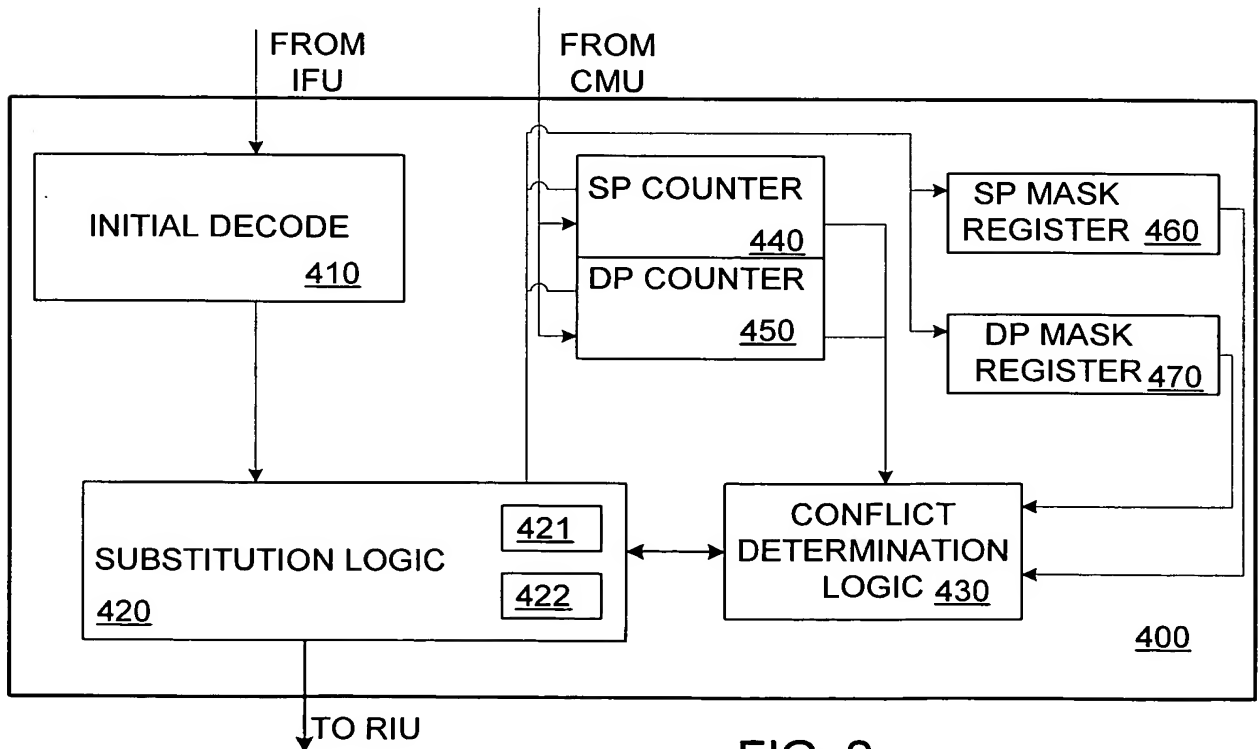 FROM
IFU
FROM
CMU
INITIAL DECODE
410
SP COUNTER
440
DP COUNTER
450
SP MASK
REGISTER 460
DP MASK
REGISTER 470
SUBSTITUTION LOGIC
420
421
422
CONFLICT
DETERMINATION
LOGIC 430
400
TO RIU